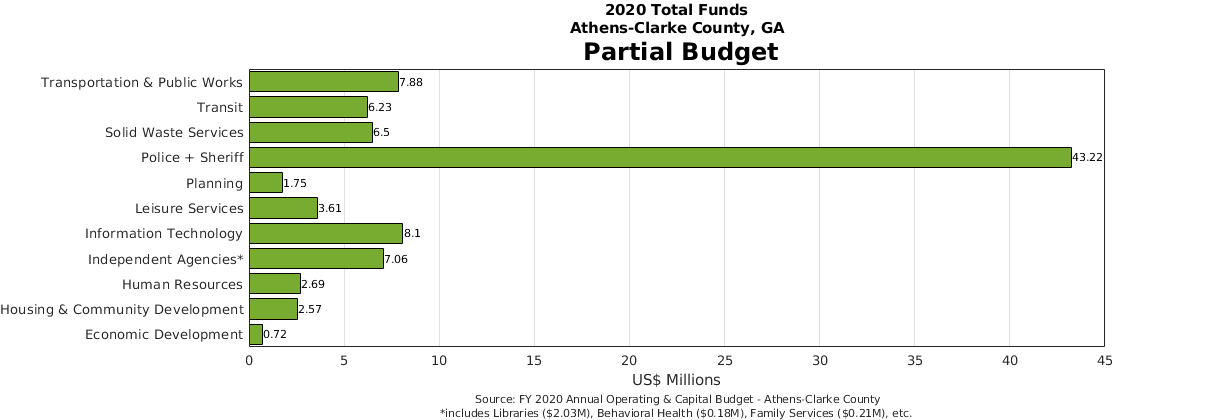 2020 Total Funds
Athens-Clarke County, GA
Partial Budget
Transportation & Public Works 7.88
Transit 6.23
Solid Waste Services 6.5
Police + Sheriff 43.22
Planning 1.75
Leisure Services 3.61
Information Technology 8.1
Independent Agencies* 7.06
Human Resources 2.69
Housing & Community Development 2.57
Economic Development 0.72
0 5 10 15 20 25 30 35 40 45
US$ Millions
Source: FY 2020 Annual Operating & Capital Budget - Athens-Clarke County
*includes Libraries ($2.03M), Behavioral Health ($0.18M), Family Services ($0.21M), etc.